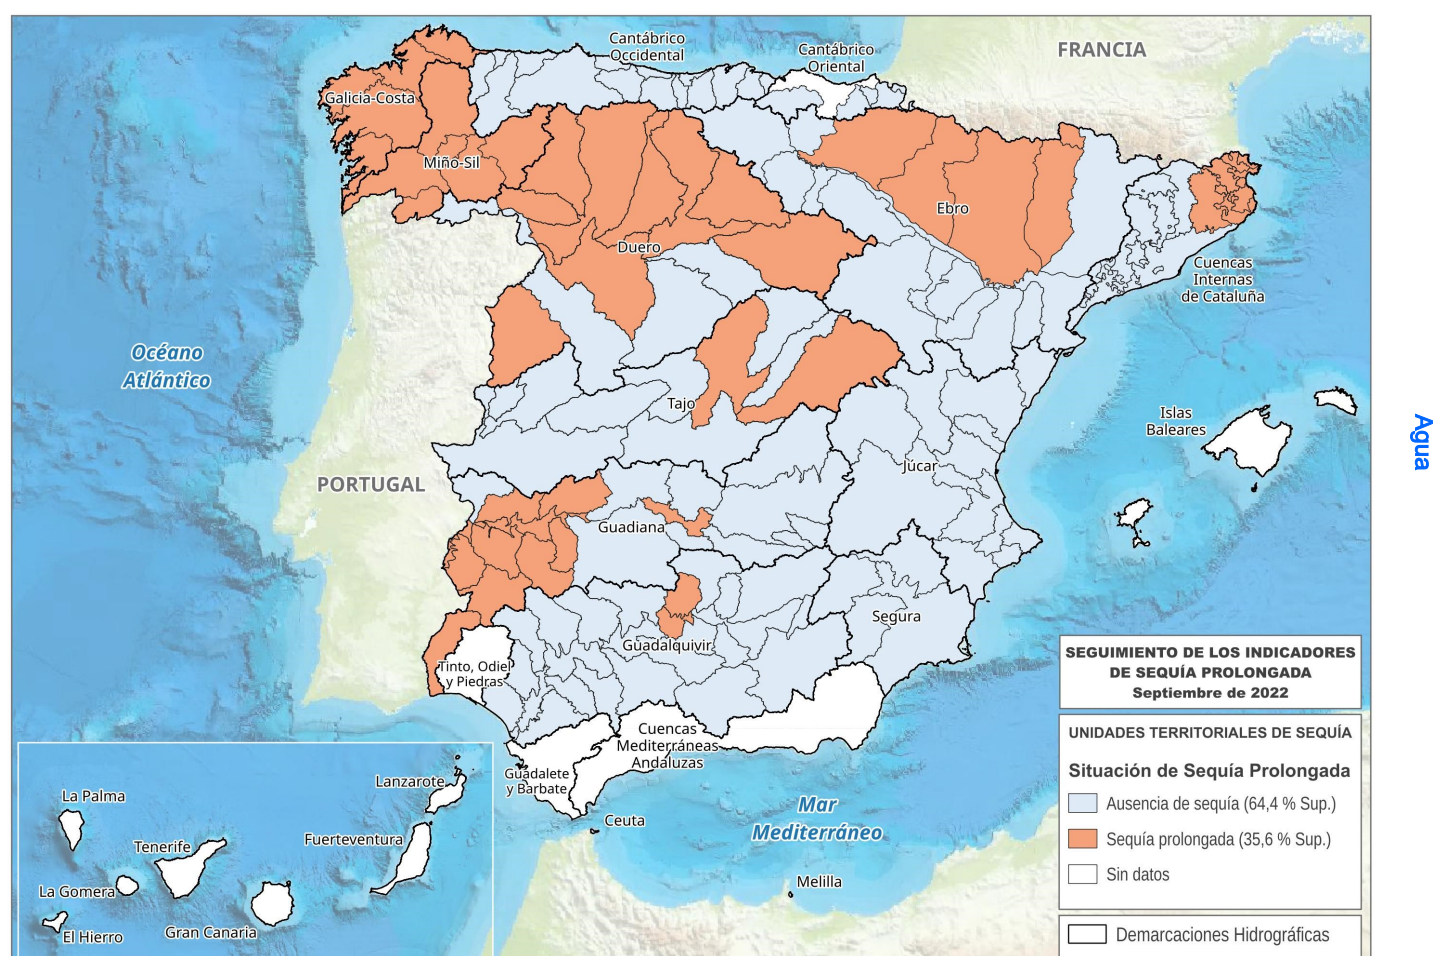 Cantábrico
Occidental
Cantábrico
Oriental
FRANCIA
Galicia-Costa
Miño-Sil
Ebro
Duero
Cuencas
Internas
de Cataluña
Océano
Atlántico
Tajo
Islas
Baleares
Agua
Júcar
PORTUGAL
Guadiana
Segura
Guadalquivir
Tinto, Odiel
y Piedras
SEGUIMIENTO DE LOS INDICADORES
DE SEQUÍA PROLONGADA
Septiembre de 2022
Cuencas
Mediterráneas
Andaluzas
UNIDADES TERRITORIALES DE SEQUÍA
Situación de Sequía Prolongada
Ausencia de sequía (64,4 % Sup.)
Sequía prolongada (35,6 % Sup.)
Sin datos
Demarcaciones Hidrográficas
Guadalete
y Barbate
Mar
Mediterráneo
Ceuta
Melilla
Lanzarote
La Palma
Fuerteventura
Tenerife
La Gomera
Gran Canaria
El Hierro